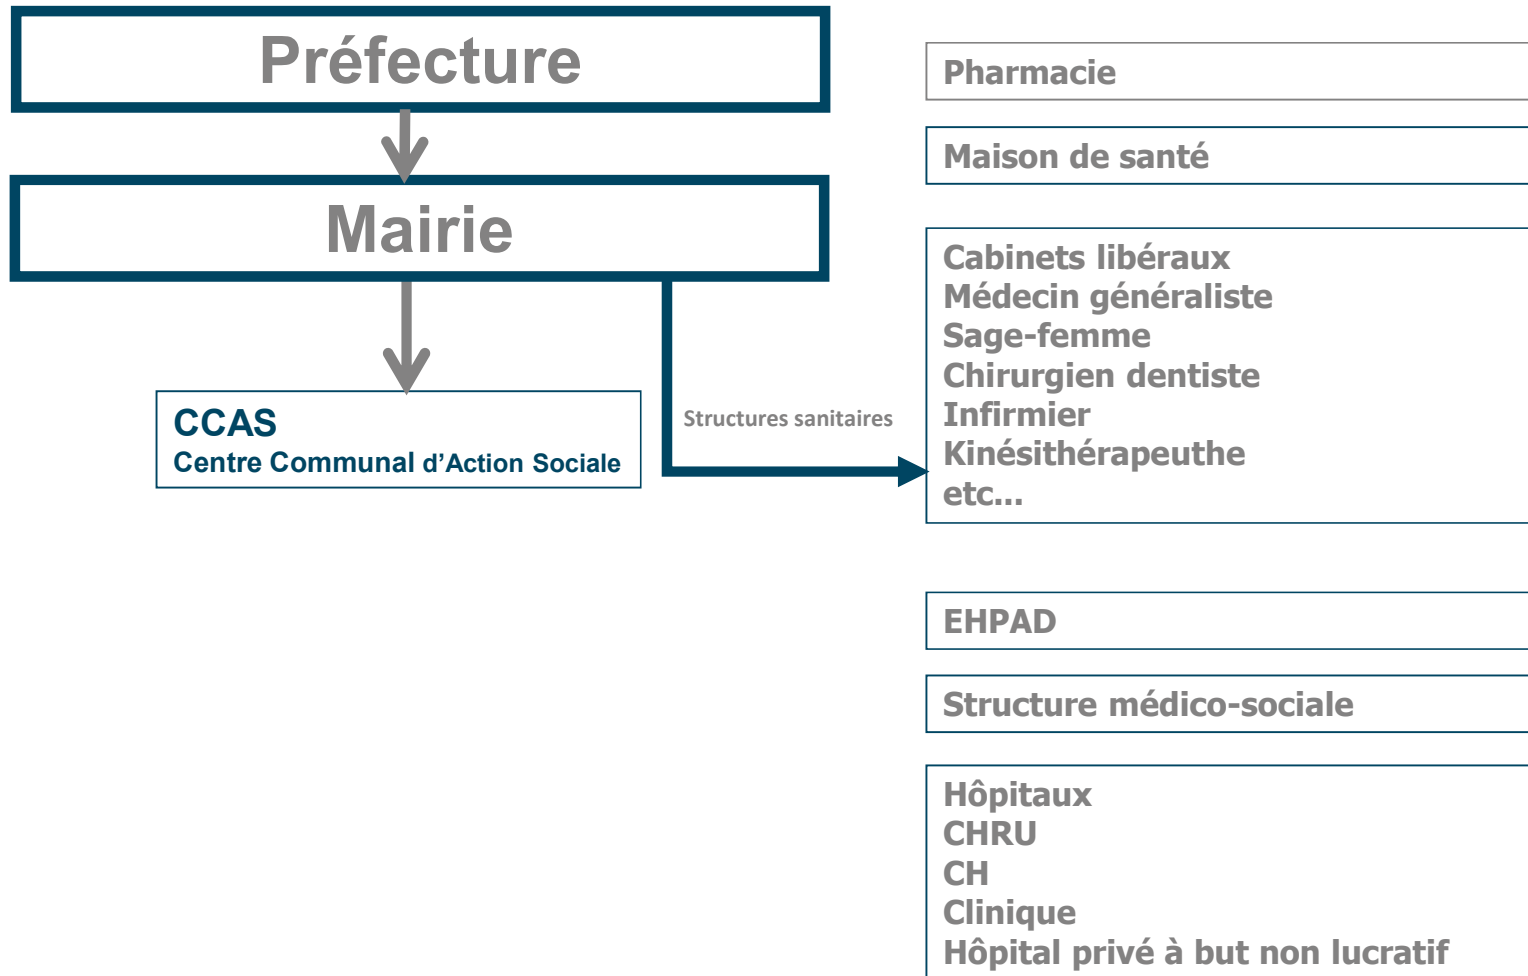 Préfecture
Mairie
CCAS
Centre Communal d'Action Sociale
Structures sanitaires
Pharmacie
Maison de santé
Cabinets libéraux
Médecin généraliste
Sage-femme
Chirurgien dentiste
Infirmier
Kinésithérapeuthe
etc...
EHPAD
Structure médico-sociale
Hôpitaux
CHRU
CH
Clinique
Hôpital privé à but non lucratif